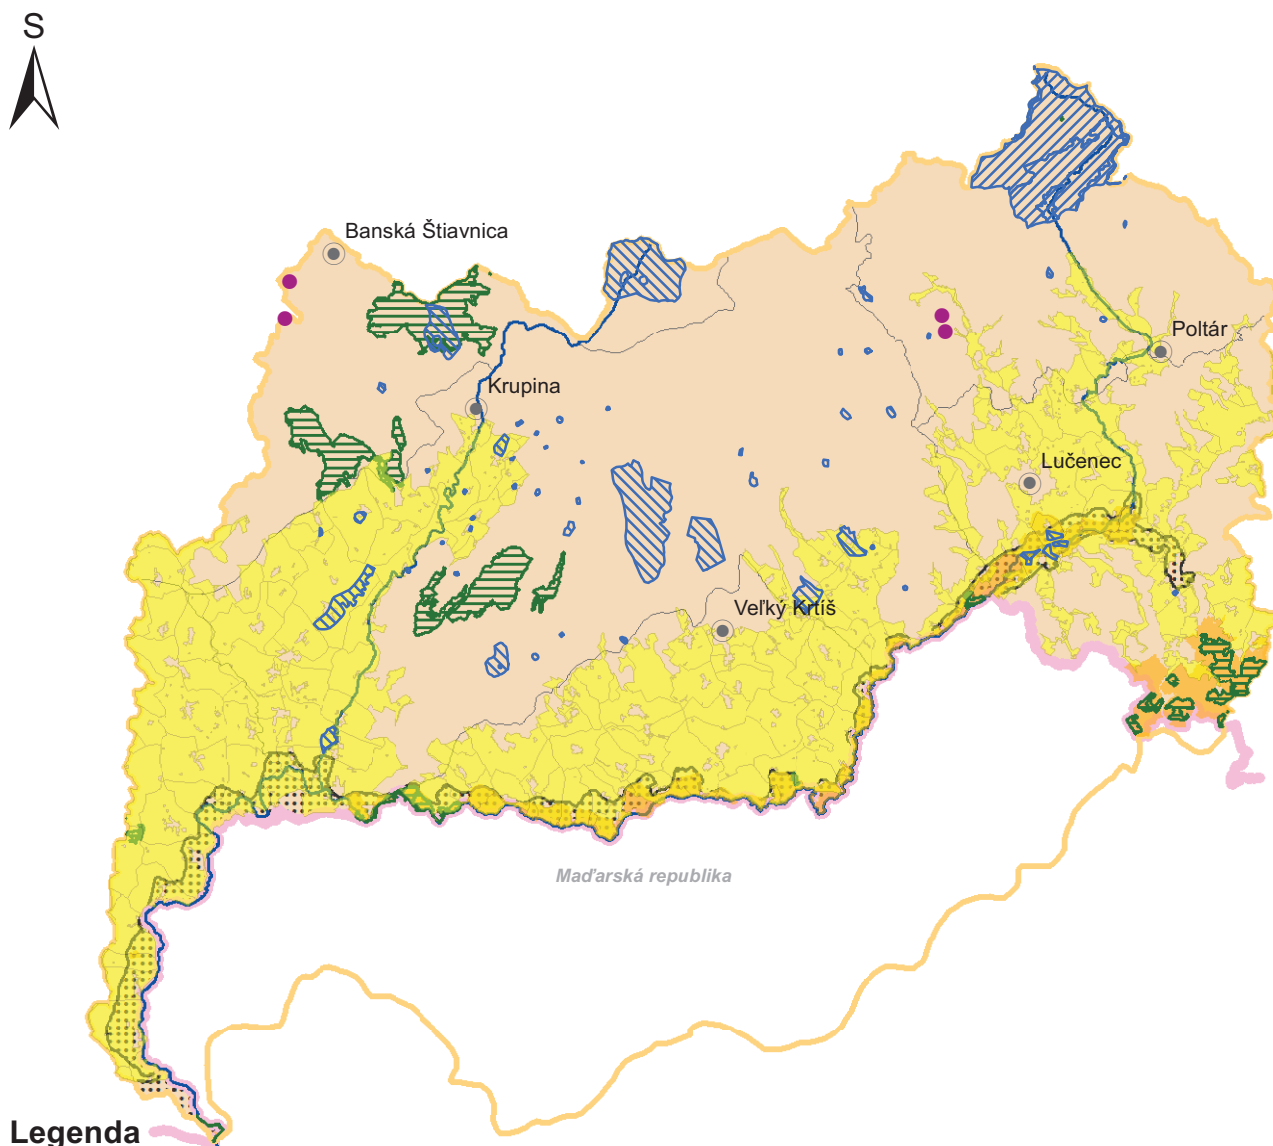 S
Banská Štiavnica
Poltár
Krupina
Lučenec
Veľký Krtíš
Maďarská republika
Legenda